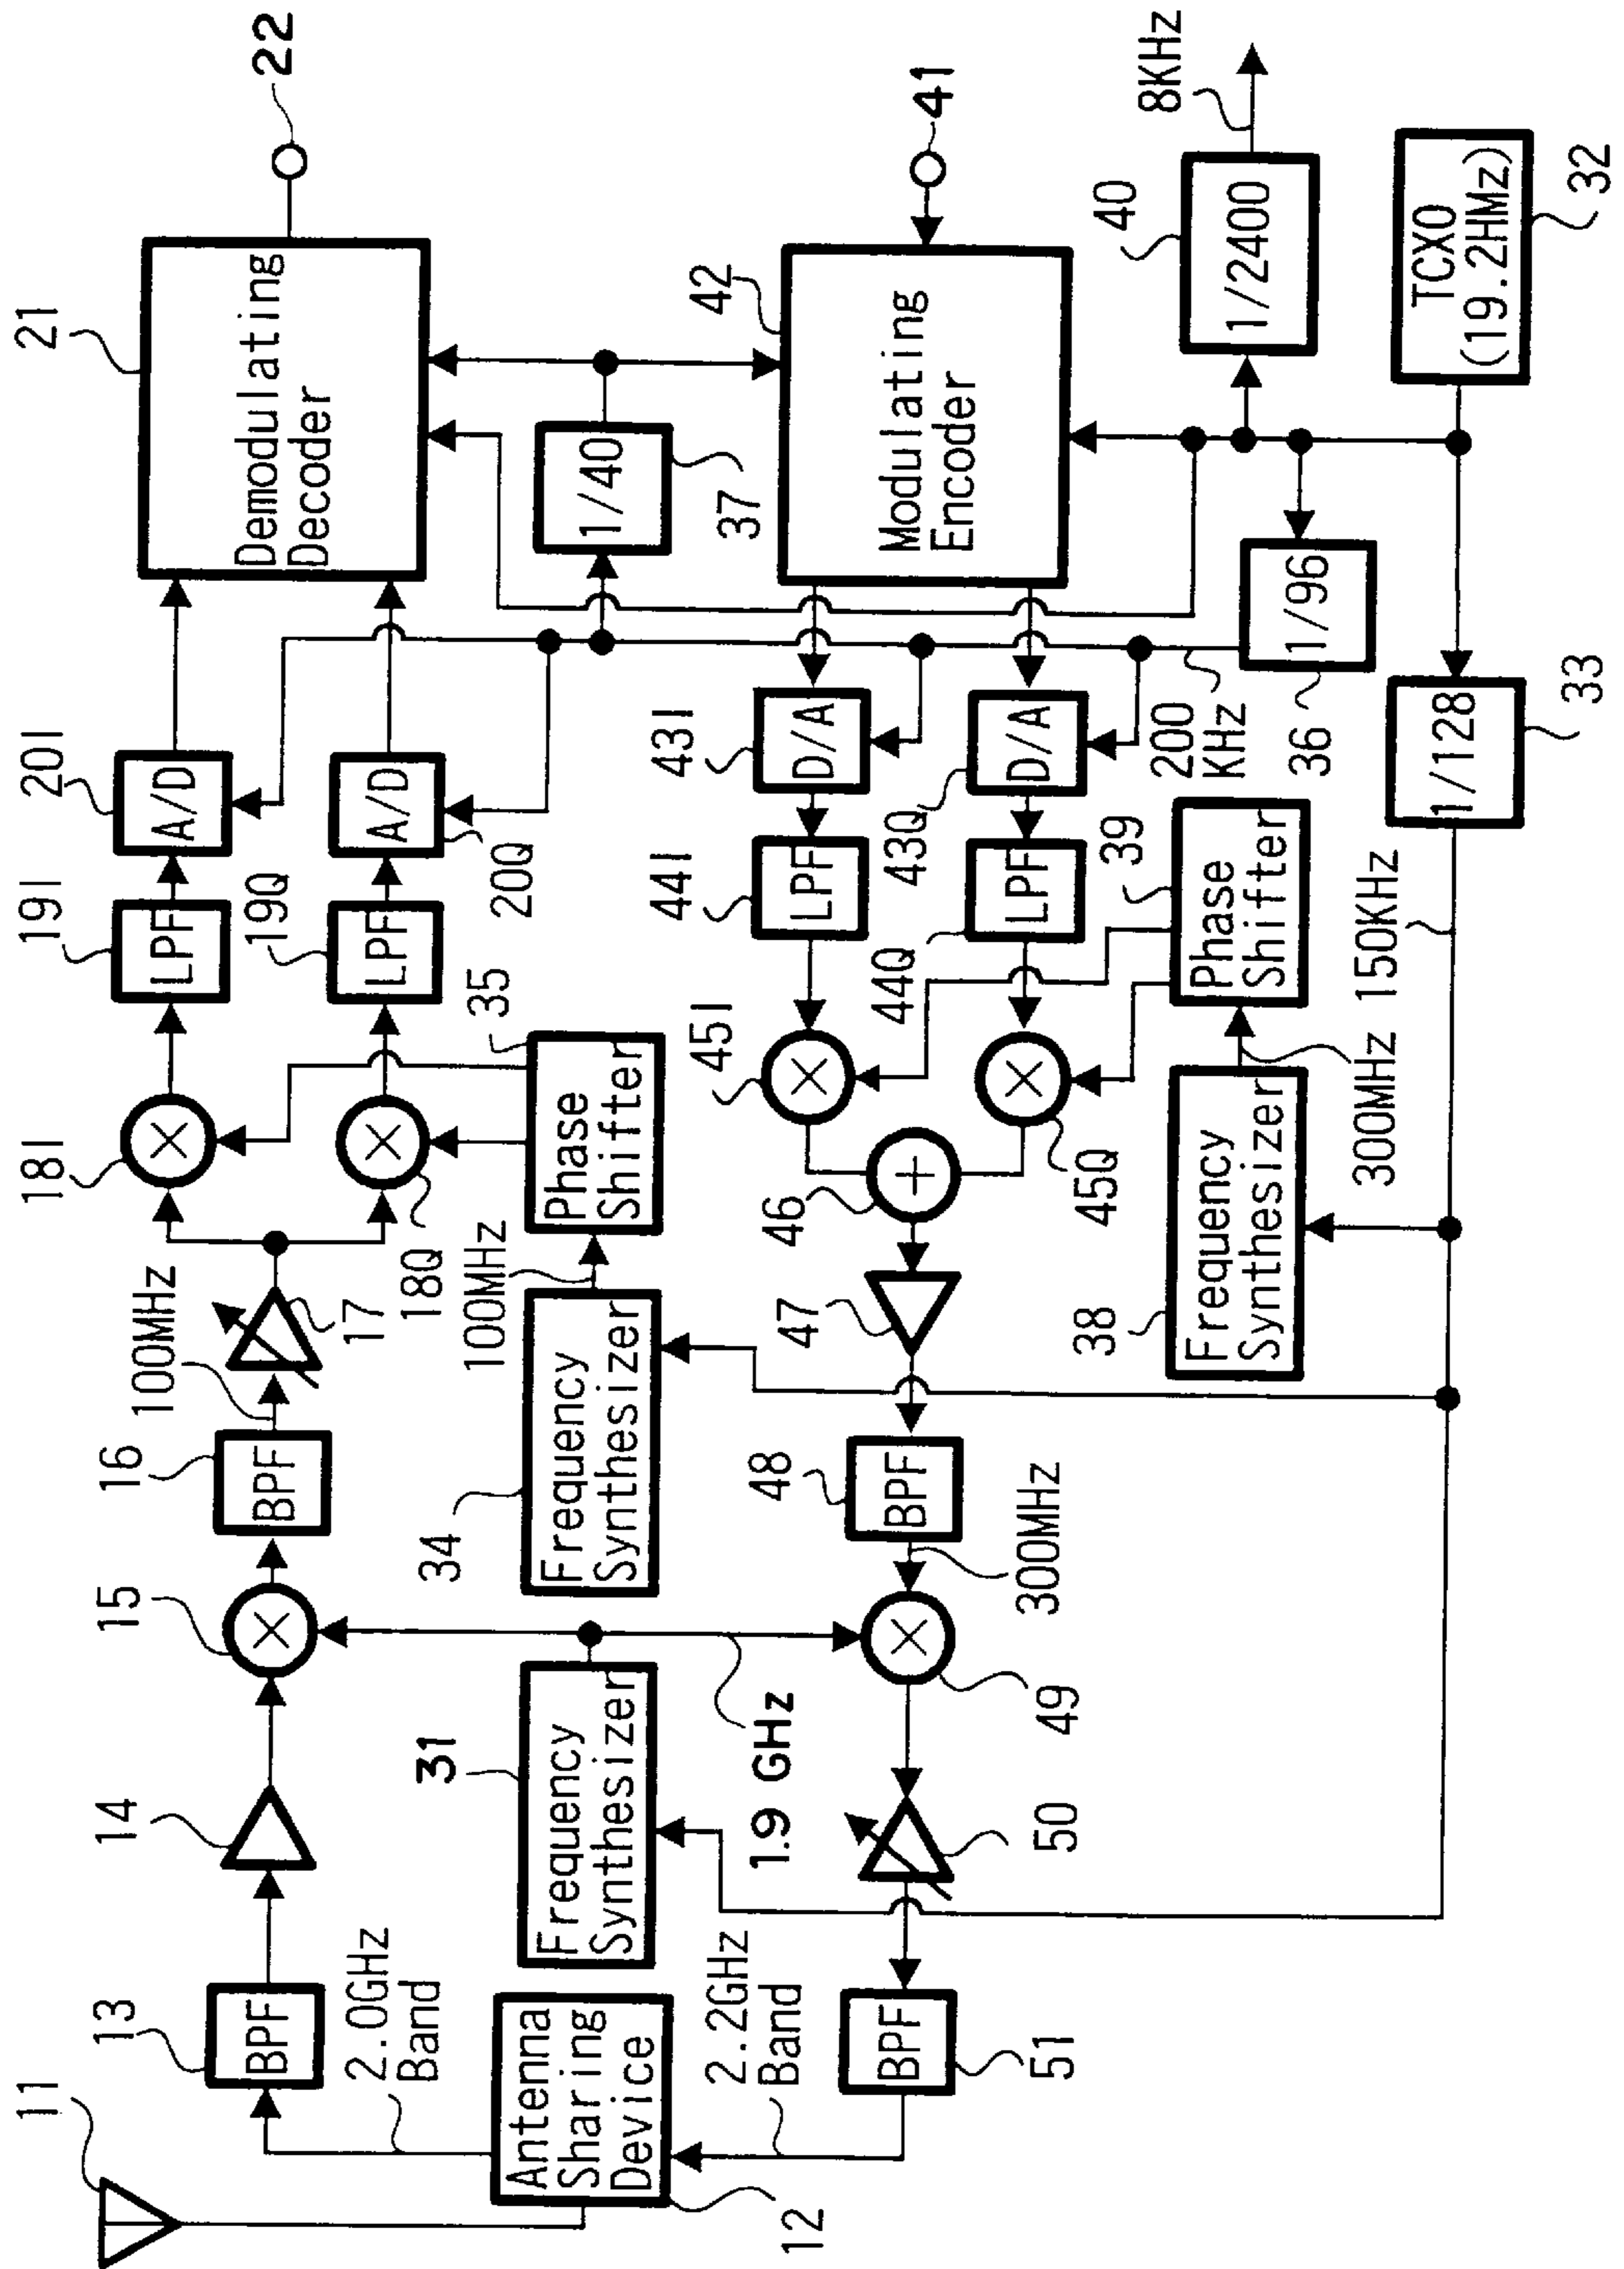 11
12
Antenna
Sharing
Device
13
BPF
2.0GHz
Band
2.2GHz
Band
BPF
51
14
15
16
BPF
100MHz
17
31
Frequency
Synthesizer
1.9 GHz
49
50
34
Frequency
Synthesizer
100MHz
35
Phase
Shifter
48
BPF
300MHz
47
46
18I
18Q
19I
LPF
19Q
LPF
20I
A/D
20Q
A/D
21
Demodulating
Decoder
22
1/40
37
45I
45Q
44I
LPF
44Q
LPF
43I
D/A
43Q
D/A
42
Modulating
Encoder
41
38
Frequency
Synthesizer
300MHz
39
Phase
Shifter
150KHz
200
KHz
36
1/96
1/128
33
40
1/2400
8KHz
TCXO
(19.2HMz)
32